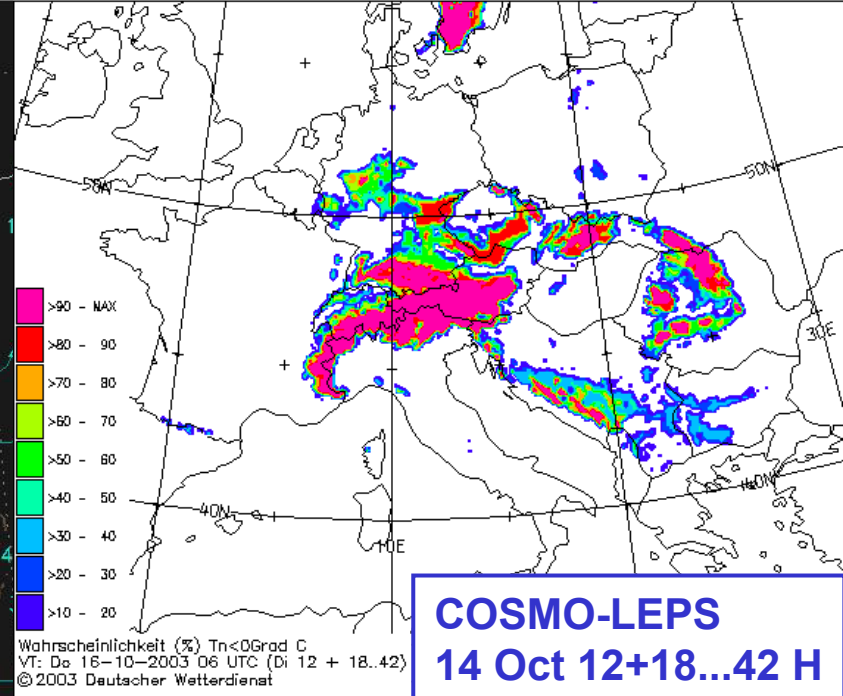 50N
50N
30E
40N
40N
10E
>90 - MAX
>80 - 90
>70 - 80
>60 - 70
>50 - 60
>40 - 50
>30 - 40
>20 - 30
>10 - 20
Wahrscheinlichkeit (%) Tn<0Grad C
VT: Do 16-10-2003 06 UTC (Di 12 + 18..42)
©2003 Deutscher Wetterdienst
COSMO-LEPS
14 Oct 12+18...42 H